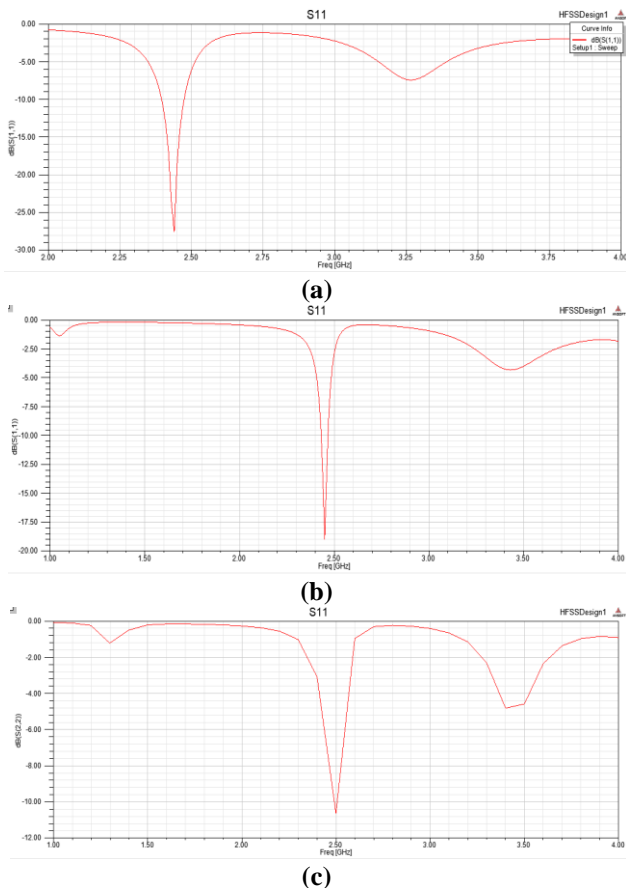 S11
HFSSDesign1
Curve Info
dB(S(1,1))
Setup1 : Sweep
0.00
-5.00
-10.00
-15.00
-20.00
-25.00
-30.00
dB(S(1,1))
2.00 2.25 2.50 2.75 3.00 3.25 3.50 3.75 4.00
Freq [GHz]
(a)
S11
HFSSDesign1
0.00
-2.50
-5.00
-7.50
-10.00
-12.50
-15.00
-17.50
-20.00
dB(S(1,1))
1.00 1.50 2.00 2.50 3.00 3.50 4.00
Freq [GHz]
(b)
S11
HFSSDesign1
0.00
-2.00
-4.00
-6.00
-8.00
-10.00
-12.00
dB(S(2,2))
1.00 1.50 2.00 2.50 3.00 3.50 4.00
Freq [GHz]
(c)